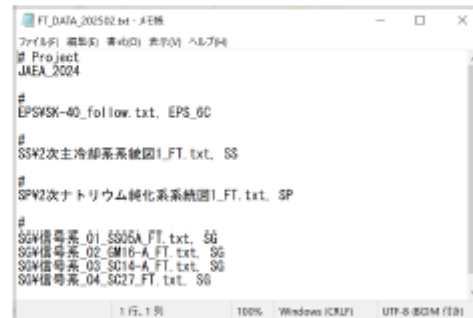 FT_DATA_202502.txt - メモ帳
ファイル(F) 編集(E) 書式(O) 表示(V) ヘルプ(H)
# Project
JAEA_2024
#
EPS¥SK-40_follow.txt, EPS_6C
#
SS¥2次主冷却系系統図1_FT.txt, SS
#
SP¥2次ナトリウム純化系系統図1_FT.txt, SP
#
SG¥信号系_01_SS05A_FT.txt, SG
SG¥信号系_02_GM16-A_FT.txt, SG
SG¥信号系_03_SC14-A_FT.txt, SG
SG¥信号系_04_SC27_FT.txt, SG
1行、1列 100% Windows (CRLF) UTF-8 (BOM 付き)